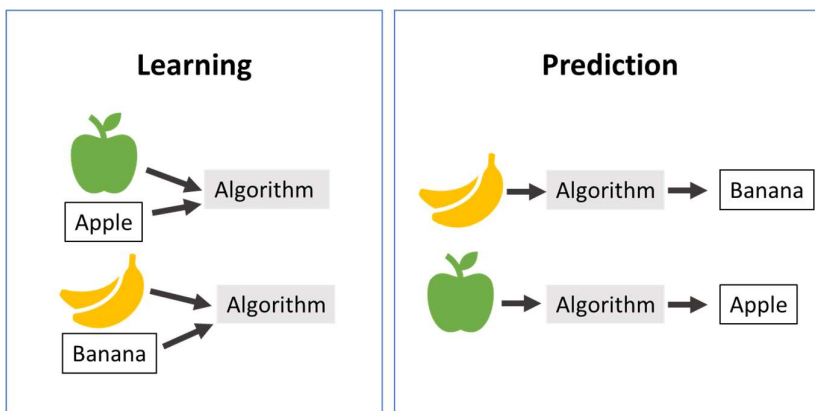 Learning
Algorithm
Apple
Algorithm
Banana
Prediction
Algorithm
Banana
Algorithm
Apple